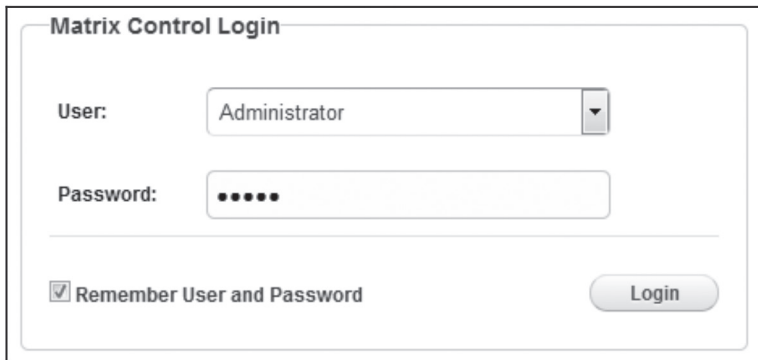 Matrix Control Login
User: Administrator
Password: •••••
Remember User and Password Login